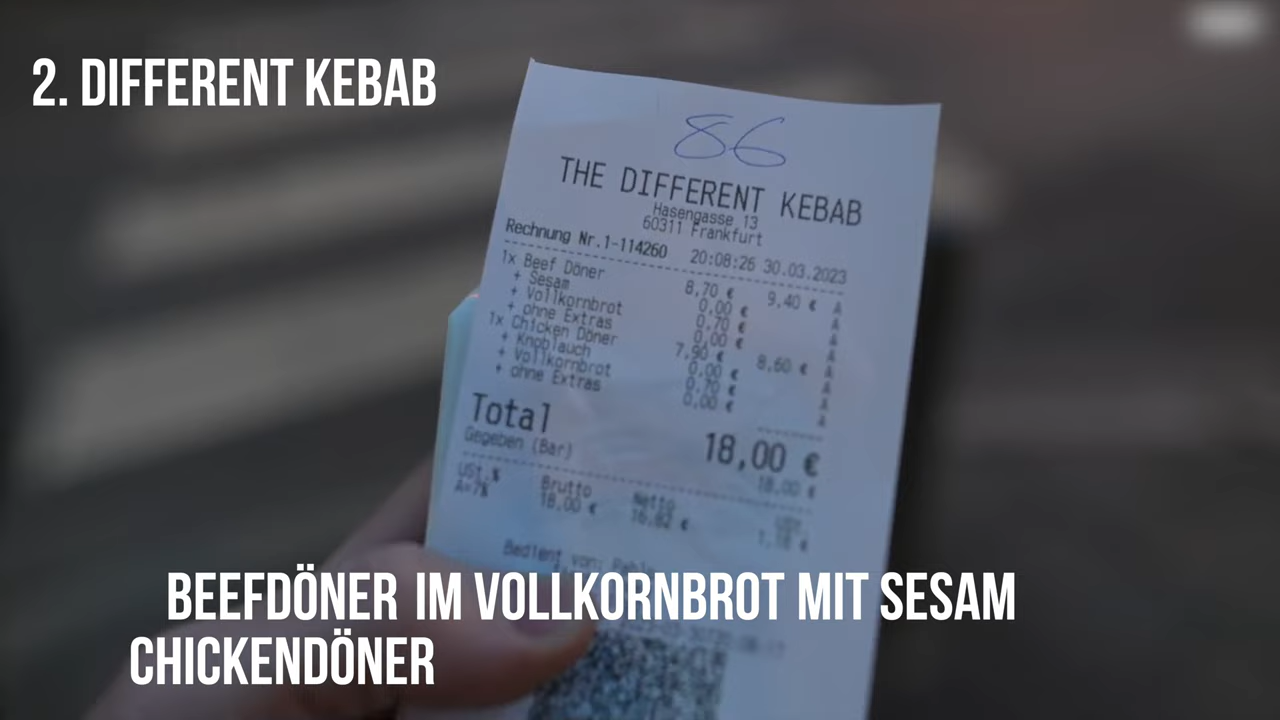 2. DIFFERENT KEBAB
86
THE DIFFERENT KEBAB
Hasengasse 13
60311 Frankfurt
Rechnung Nr.1-114260 20:08:26 30.03.2023
1x Beef Döner 8,70 € 9,40 € A
+ Sesam 0,00 € A
+ Vollkornbrot 0,70 € A
+ ohne Extras 0,00 € A
1x Chicken Döner 7,90 € 8,60 € A
+ Knoblauch 0,00 € A
+ Vollkornbrot 0,70 € A
+ ohne Extras 0,00 € A
Total 18,00 €
Gegeben (Bar) 18,00 €
USt.% Brutto Netto USt.
A=7% 18,00 € 16,82 € 1,18 €
Bedient von:
BEEFDÖNER IM VOLLKORNBROT MIT SESAM
CHICKENDÖNER